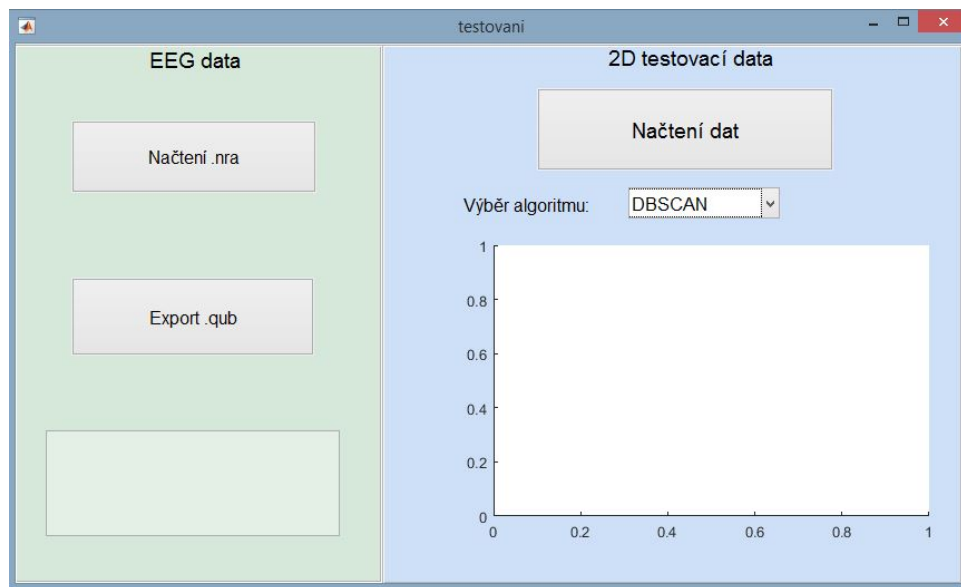 testovani
EEG data
Načtení .nra
Export .qub
2D testovací data
Načtení dat
Výběr algoritmu: DBSCAN
1
0.8
0.6
0.4
0.2
0
0 0.2 0.4 0.6 0.8 1